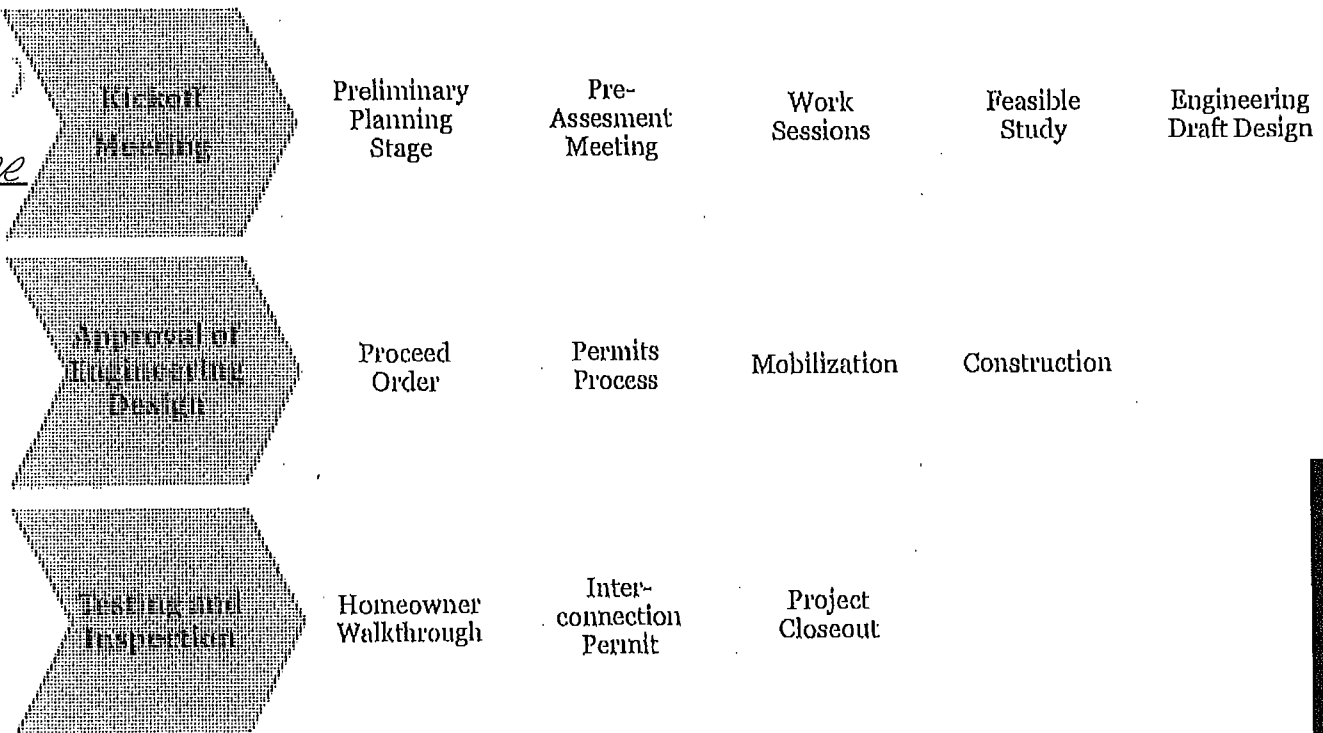 Kickoff
Meeting
Preliminary
Planning
Stage
Pre-
Assesment
Meeting
Work
Sessions
Feasible
Study
Engineering
Draft Design
Approval of
Engineering
Design
Proceed
Order
Permits
Process
Mobilization
Construction
Testing and
Inspection
Homeowner
Walkthrough
Inter-
connection
Permit
Project
Closeout